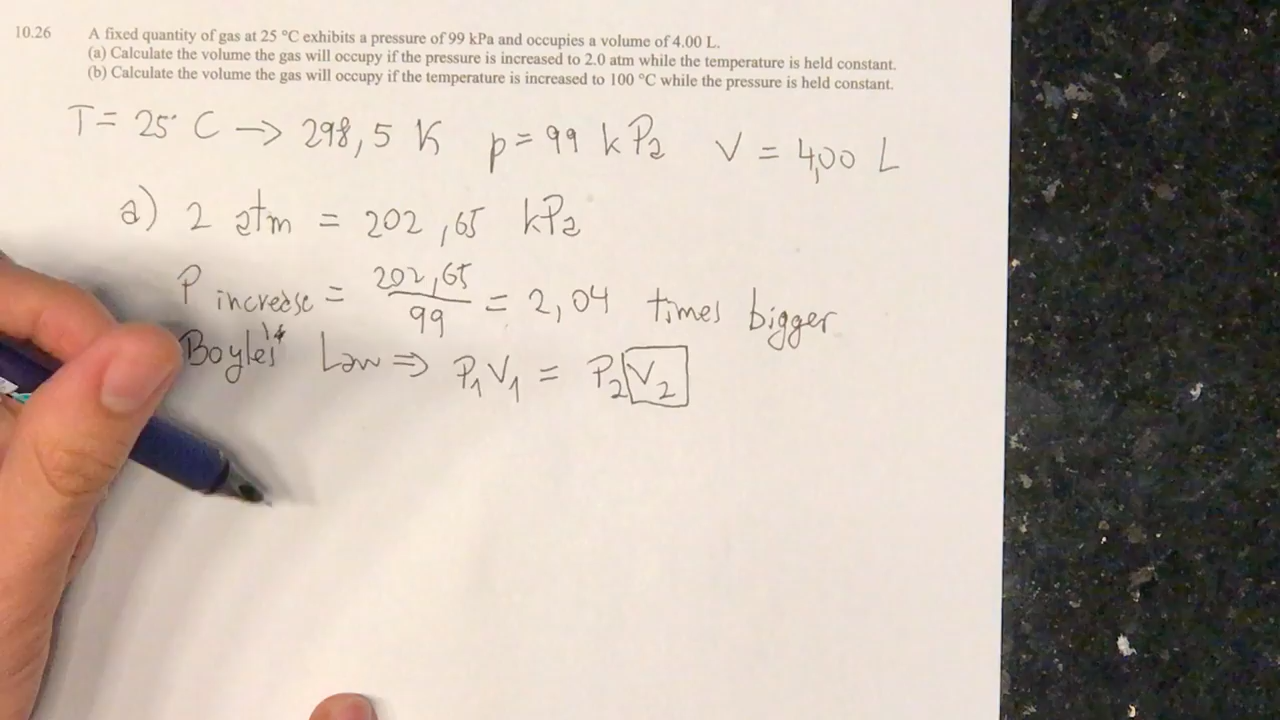 10.26 A fixed quantity of gas at 25 °C exhibits a pressure of 99 kPa and occupies a volume of 4.00 L.
(a) Calculate the volume the gas will occupy if the pressure is increased to 2.0 atm while the temperature is held constant.
(b) Calculate the volume the gas will occupy if the temperature is increased to 100 °C while the pressure is held constant.
T = 25° C → 298,5 K p = 99 kPa V = 4,00 L
a) 2 atm = 202,65 kPa
P increase = 202,65 / 99 = 2,04 times bigger
Boyle's Law ⇒ P₁V₁ = P₂V₂